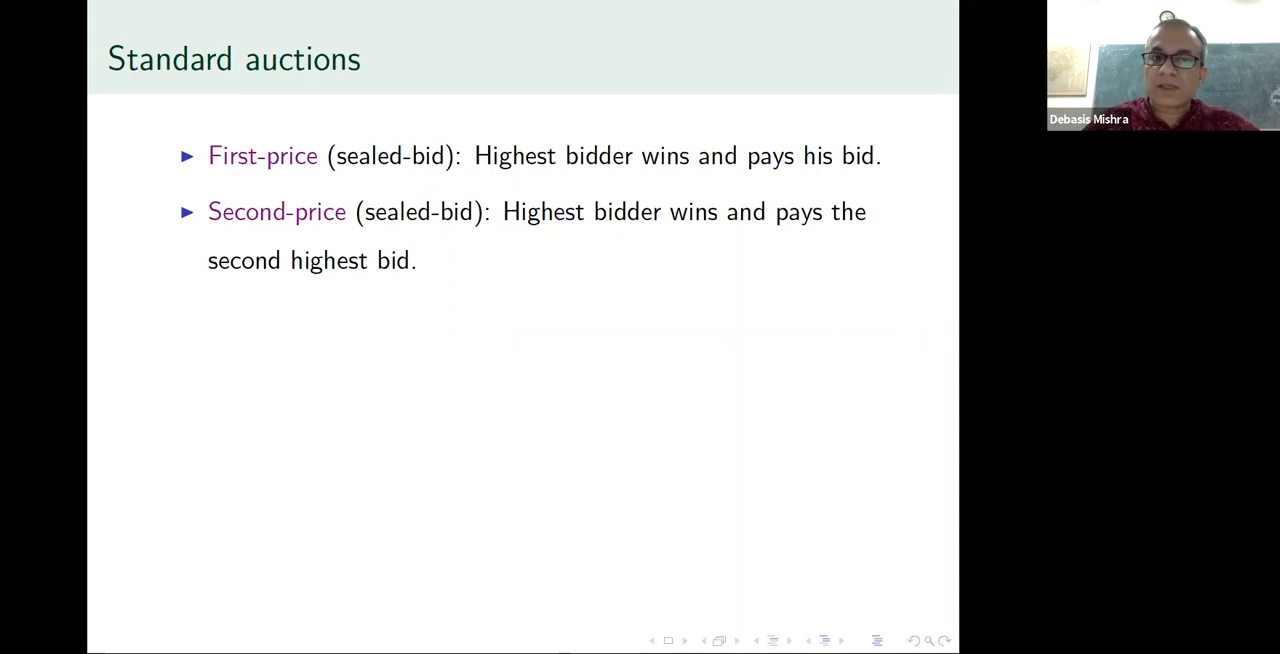 Standard auctions
Debasis Mishra
► First-price (sealed-bid): Highest bidder wins and pays his bid.
► Second-price (sealed-bid): Highest bidder wins and pays the
second highest bid.